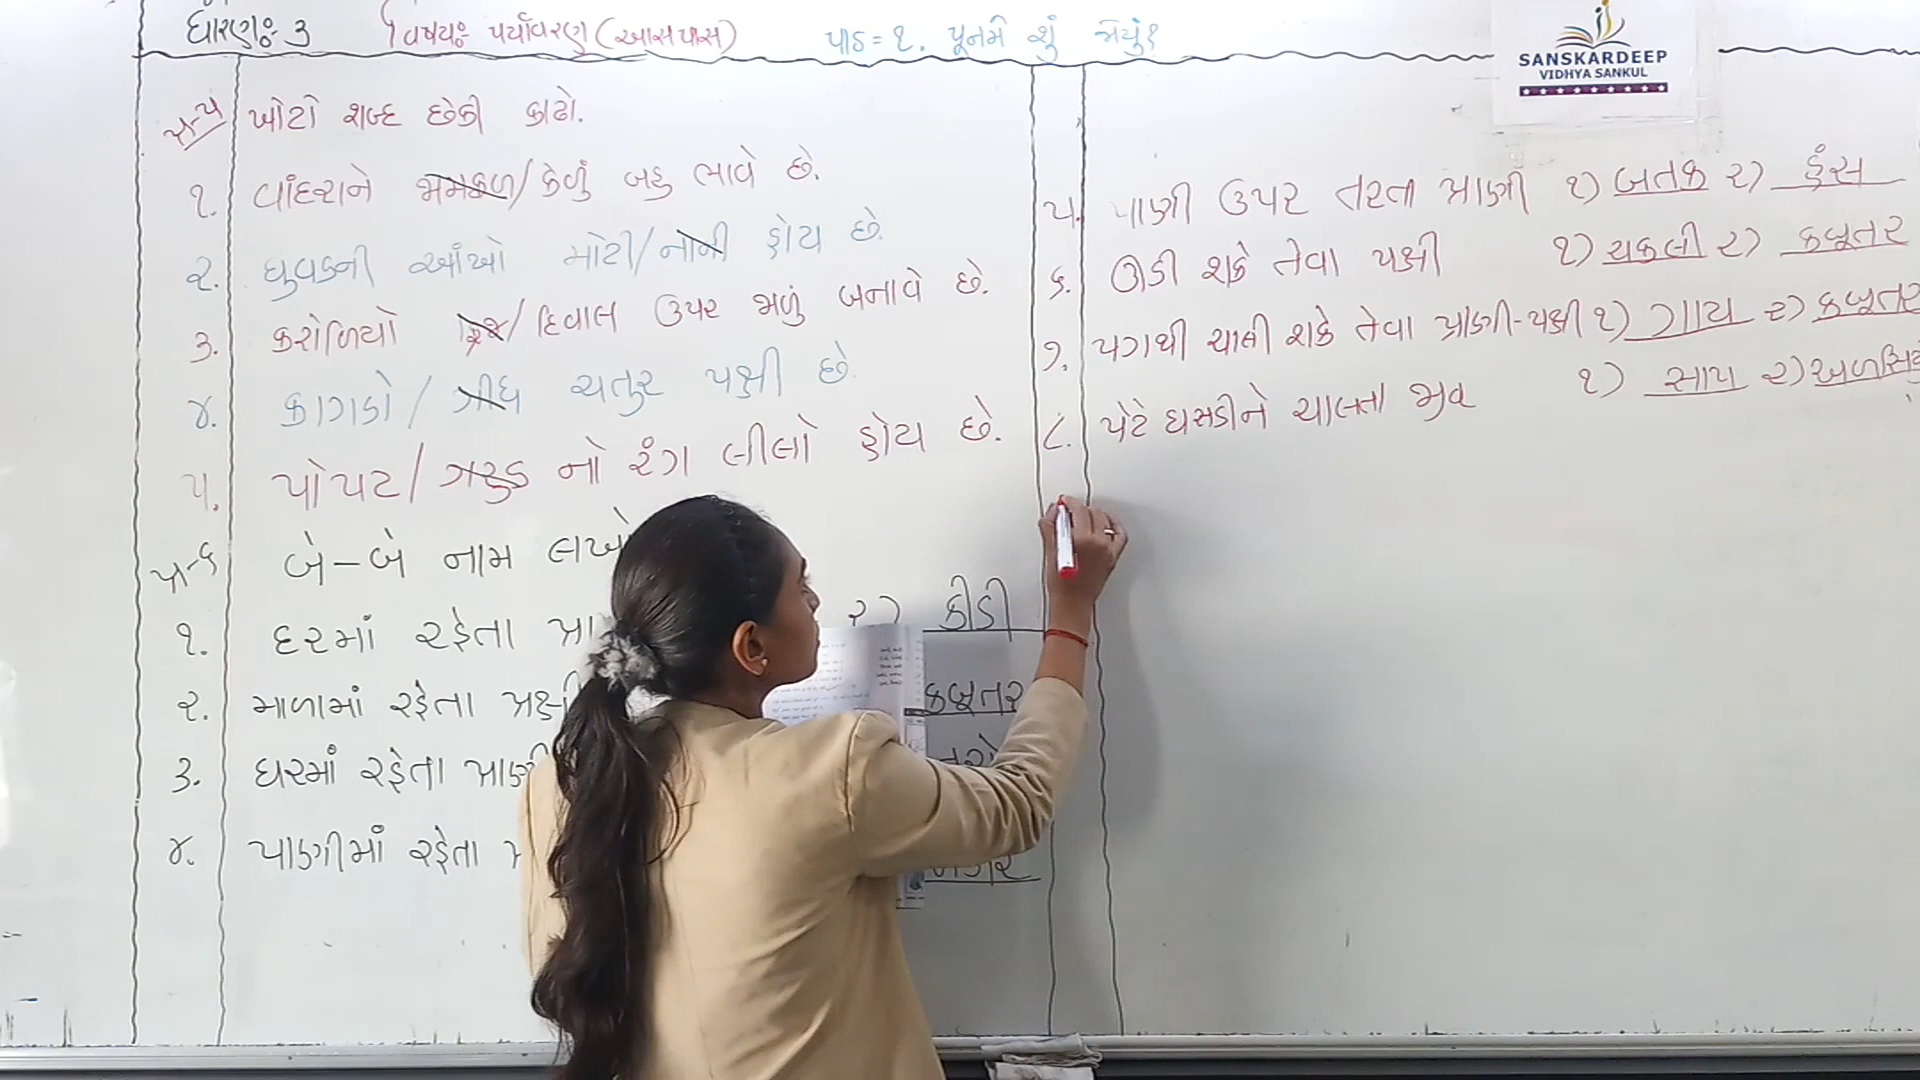 ધોરણઃ ૩ વિષયઃ પર્યાવરણ (આસપાસ) પાઠ = ૧. પૂનમે શું જોયું?
SANSKARDEEP
VIDHYA SANKUL
પ્ર-૫ ખોટો શબ્દ છેકી કાઢો.
૧. વાંદરાને જામફળ/કેળું બહુ ભાવે છે.
૨. ઘુવડની આંખો મોટી/નાની હોય છે.
૩. કરોળિયો /દિવાલ ઉપર જાળું બનાવે છે.
૪. કાગડો/ગીધ ચતુર પક્ષી છે.
૫. પોપટ/ગરુડ નો રંગ લીલો હોય છે.
પ્ર-૬ બે-બે નામ લખો
૧. દરમાં રહેતા પ્રા ૨) કીડી
૨. માળામાં રહેતા પક્ષી કબૂતર
૩. ઘરમાં રહેતા પ્રાણી
૪. પાણીમાં રહેતા
૫. પાણી ઉપર તરતા પ્રાણી ૧) બતક ૨) હંસ
૬. ઊડી શકે તેવા પક્ષી ૧) ચકલી ૨) કબૂતર
૭. પગથી ચાલી શકે તેવા પ્રાણી-પક્ષી ૧) ગાય ૨) કબૂતર
૮. પેટે ઘસડીને ચાલતા જીવ ૧) સાપ ૨) અળસિયું